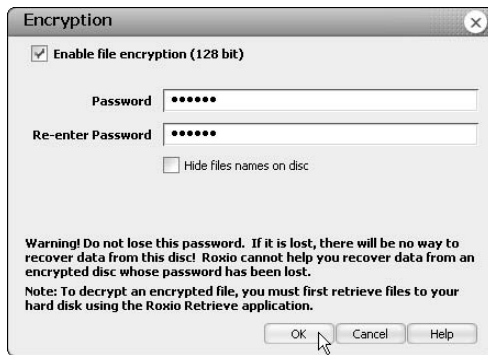 Encryption
Enable file encryption (128 bit)
Password ••••••
Re-enter Password ••••••
Hide files names on disc
Warning! Do not lose this password. If it is lost, there will be no way to
recover data from this disc! Roxio cannot help you recover data from an
encrypted disc whose password has been lost.
Note: To decrypt an encrypted file, you must first retrieve files to your
hard disk using the Roxio Retrieve application.
OK Cancel Help